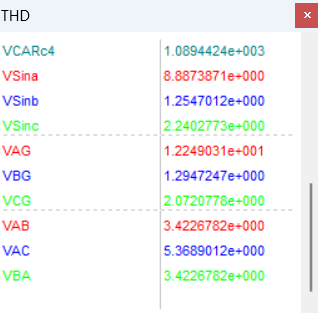 THD
VCARc4 1.0894424e+003
VSina 8.8873871e+000
VSinb 1.2547012e+000
VSinc 2.2402773e+000
VAG 1.2249031e+001
VBG 1.2947247e+000
VCG 2.0720778e+000
VAB 3.4226782e+000
VAC 5.3689012e+000
VBA 3.4226782e+000